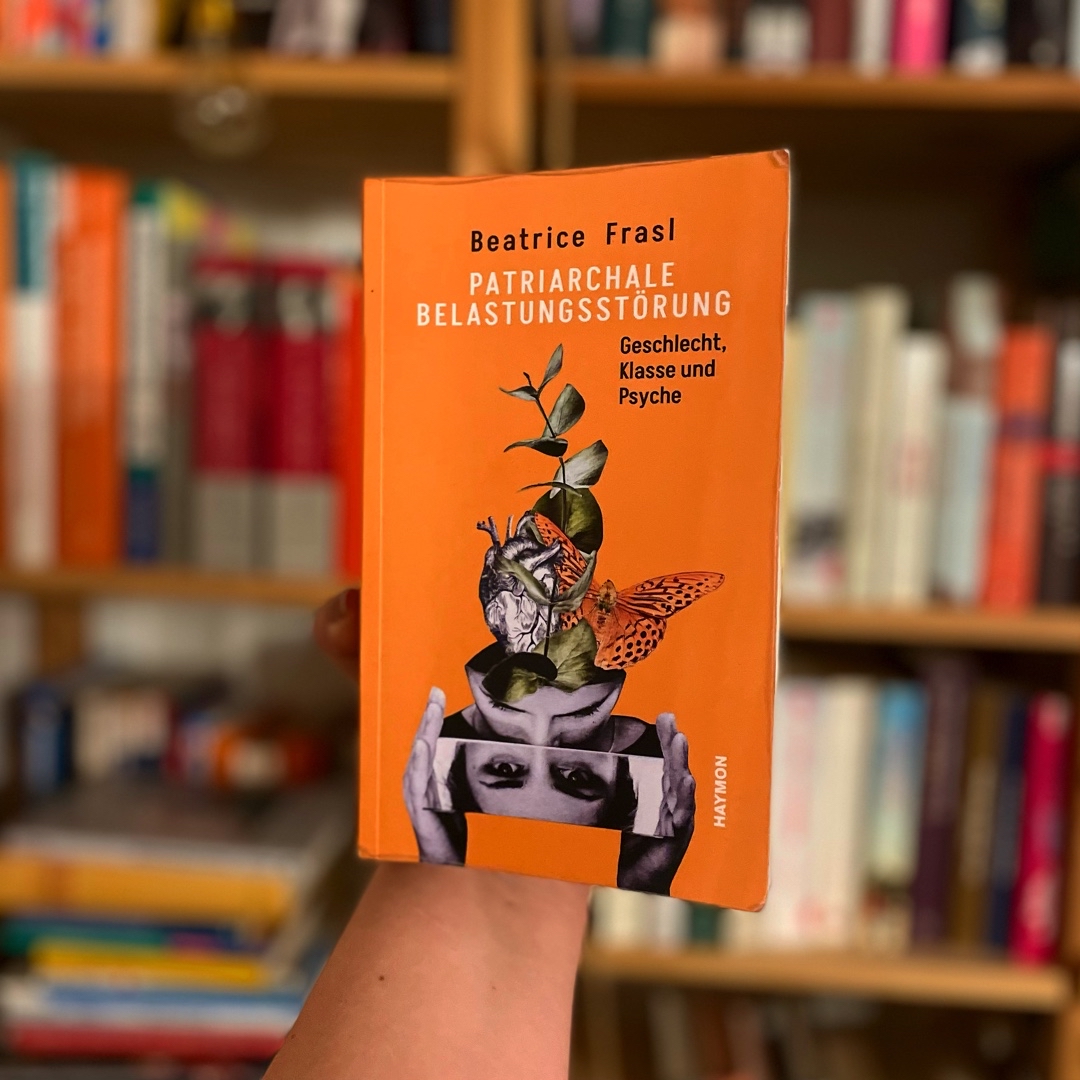 Beatrice Frasl
PATRIARCHALE
BELASTUNGSSTÖRUNG
Geschlecht,
Klasse und
Psyche
HAYMON